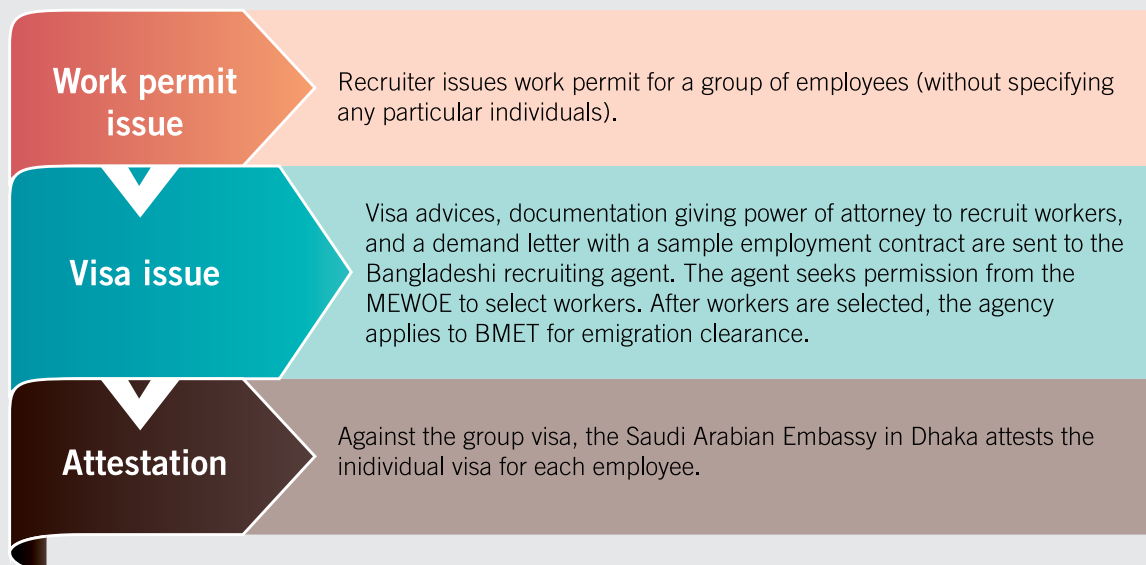 Work permit
issue
Recruiter issues work permit for a group of employees (without specifying
any particular individuals).
Visa issue
Visa advices, documentation giving power of attorney to recruit workers,
and a demand letter with a sample employment contract are sent to the
Bangladeshi recruiting agent. The agent seeks permission from the
MEWOE to select workers. After workers are selected, the agency
applies to BMET for emigration clearance.
Attestation
Against the group visa, the Saudi Arabian Embassy in Dhaka attests the
inidividual visa for each employee.